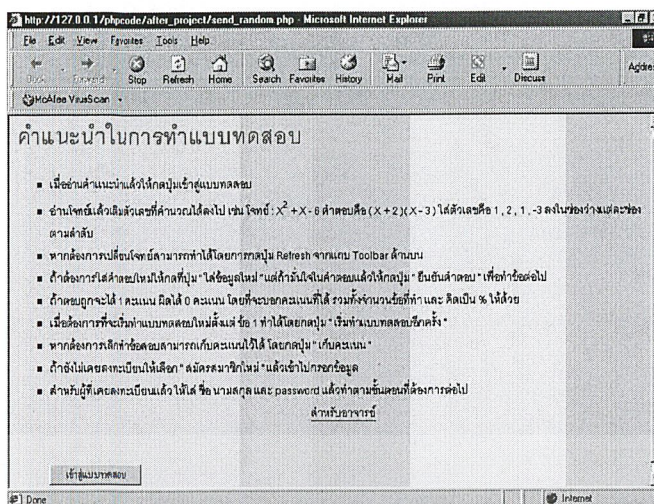 http://127.0.0.1/phpcode/after_project/send_random.php - Microsoft Internet Explorer
File Edit View Favorites Tools Help
Back Forward Stop Refresh Home Search Favorites History Mail Print Edit Discuss Addres
McAfee VirusScan
คำแนะนำในการทำแบบทดสอบ
▪ เมื่ออ่านคำแนะนำแล้วให้กดปุ่มเข้าสู่แบบทดสอบ
▪ อ่านโจทย์แล้วเติมตัวเลขที่คำนวณได้ลงไป เช่น โจทย์ : X² + X - 6 คำตอบคือ (X + 2)(X - 3) ใส่ตัวเลขคือ 1 , 2 , 1 , -3 ลงในช่องว่างแต่ละช่อง
ตามลำดับ
▪ หากต้องการเปลี่ยนโจทย์สามารถทำได้โดยการกดปุ่ม Refresh จากแถบ Toolbar ด้านบน
▪ ถ้าต้องการใส่คำตอบใหม่ให้กดที่ปุ่ม " ใส่ข้อมูลใหม่ " แต่ถ้ามั่นใจในคำตอบแล้วให้กดปุ่ม " ยืนยันคำตอบ " เพื่อทำข้อต่อไป
▪ ถ้าตอบถูกจะได้ 1 คะแนน ผิดได้ 0 คะแนน โดยที่จะบอกคะแนนที่ได้ รวมทั้งจำนวนข้อที่ทำ และ คิดเป็น % ให้ด้วย
▪ เมื่อต้องการที่จะเริ่มทำแบบทดสอบใหม่ตั้งแต่ ข้อ 1 ทำได้โดยกดปุ่ม " เริ่มทำแบบทดสอบอีกครั้ง "
▪ หากต้องการเลิกทำข้อสอบสามารถเก็บคะแนนไว้ได้ โดยกดปุ่ม " เก็บคะแนน "
▪ ถ้ายังไม่เคยลงทะเบียนให้เลือก " สมัครสมาชิกใหม่ " แล้วเข้าไปกรอกข้อมูล
▪ สำหรับผู้ที่เคยลงทะเบียนแล้ว ให้ใส่ ชื่อ นามสกุล และ password แล้วทำตามขั้นตอนที่ต้องการต่อไป
สำหรับอาจารย์
เข้าสู่แบบทดสอบ
Done Internet